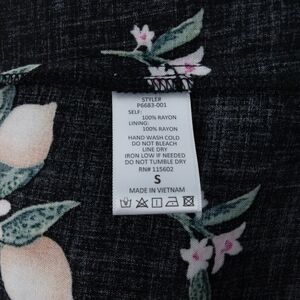 STYLE#
P6683-001
SELF:
100% RAYON
LINING:
100% RAYON
HAND WASH COLD
DO NOT BLEACH
LINE DRY
IRON LOW IF NEEDED
DO NOT TUMBLE DRY
RN# 115602
S
MADE IN VIETNAM